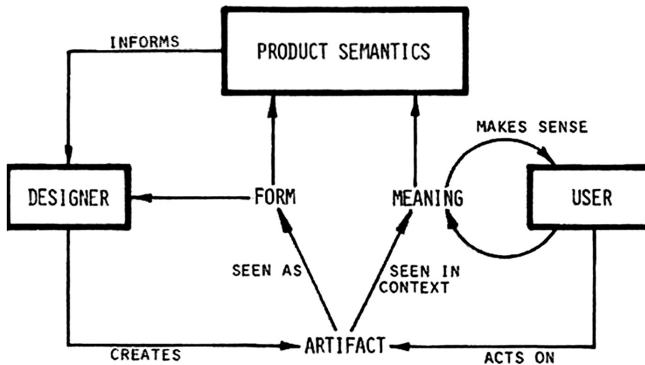 INFORMS
PRODUCT SEMANTICS
MAKES SENSE
DESIGNER
FORM
MEANING
USER
SEEN AS
SEEN IN
CONTEXT
ARTIFACT
CREATES
ACTS ON